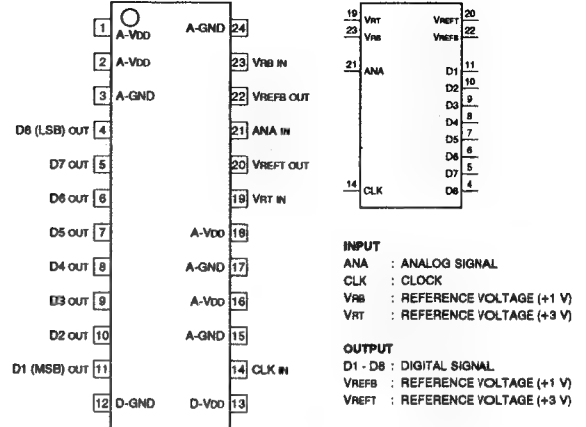 1 A-VDD A-GND 24
2 A-VDD 23 VRB IN
3 A-GND 22 VREFB OUT
D8 (LSB) OUT 4 21 ANA IN
D7 OUT 5 20 VREFT OUT
D6 OUT 6 19 VRT IN
D5 OUT 7 A-VDD 18
D4 OUT 8 A-GND 17
D3 OUT 9 A-VDD 16
D2 OUT 10 A-GND 15
D1 (MSB) OUT 11 14 CLK IN
12 D-GND D-VDD 13
19 VRT VREFT 20
23 VRB VREFB 22
21 ANA D1 11
D2 10
D3 9
D4 8
D5 7
D6 6
D7 5
14 CLK D8 4
INPUT
ANA : ANALOG SIGNAL
CLK : CLOCK
VRB : REFERENCE VOLTAGE (+1 V)
VRT : REFERENCE VOLTAGE (+3 V)
OUTPUT
D1 - D8 : DIGITAL SIGNAL
VREFB : REFERENCE VOLTAGE (+1 V)
VREFT : REFERENCE VOLTAGE (+3 V)